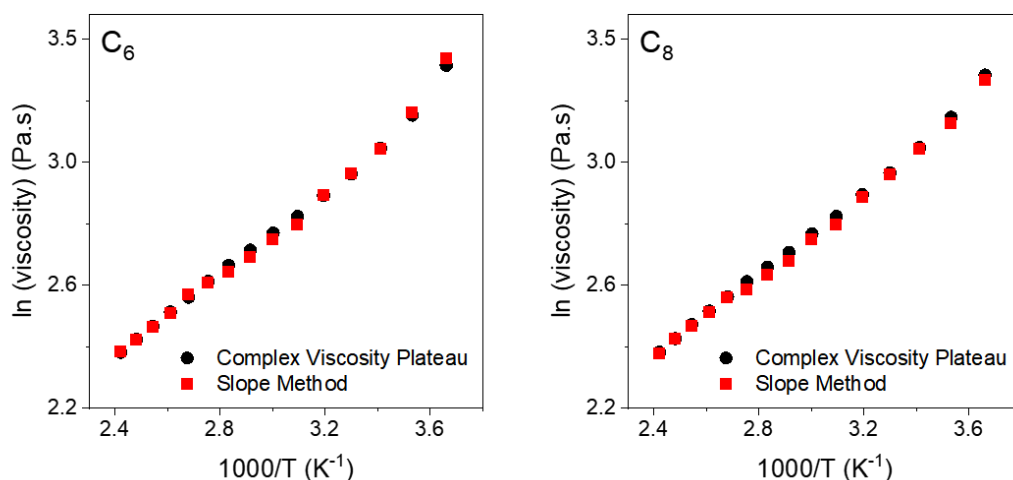 C6
ln (viscosity) (Pa.s)
3.5
3.0
2.6
2.2
2.4
2.8
3.2
3.6
1000/T (K-1)
Complex Viscosity Plateau
Slope Method
C8
ln (viscosity) (Pa.s)
3.5
3.0
2.6
2.2
2.4
2.8
3.2
3.6
1000/T (K-1)
Complex Viscosity Plateau
Slope Method